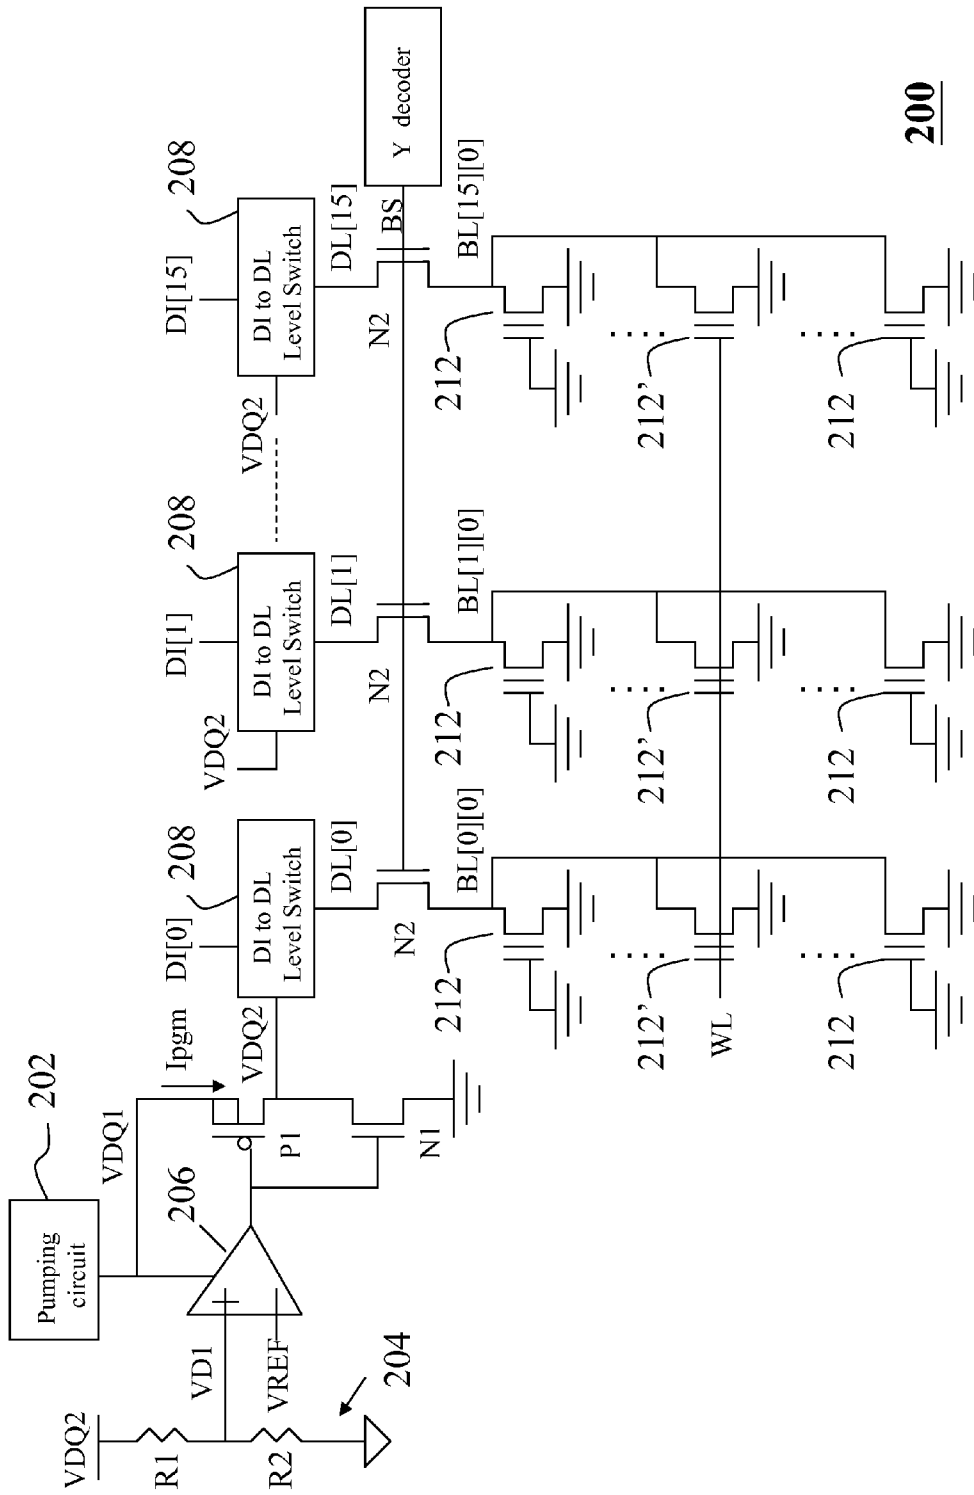 Pumping
circuit
202
VDQ1
Ipgm
VDQ2
R1
R2
VD1
VREF
204
206
P1
N1
VDQ2
DI[0]
208
DI to DL
Level Switch
DL[0]
N2
BL[0][0]
212
212'
212
WL
VDQ2
DI[1]
208
DI to DL
Level Switch
DL[1]
N2
BL[1][0]
212
212'
212
VDQ2
DI[15]
208
DI to DL
Level Switch
DL[15]
N2
BS
Y decoder
BL[15][0]
212
212'
212
200